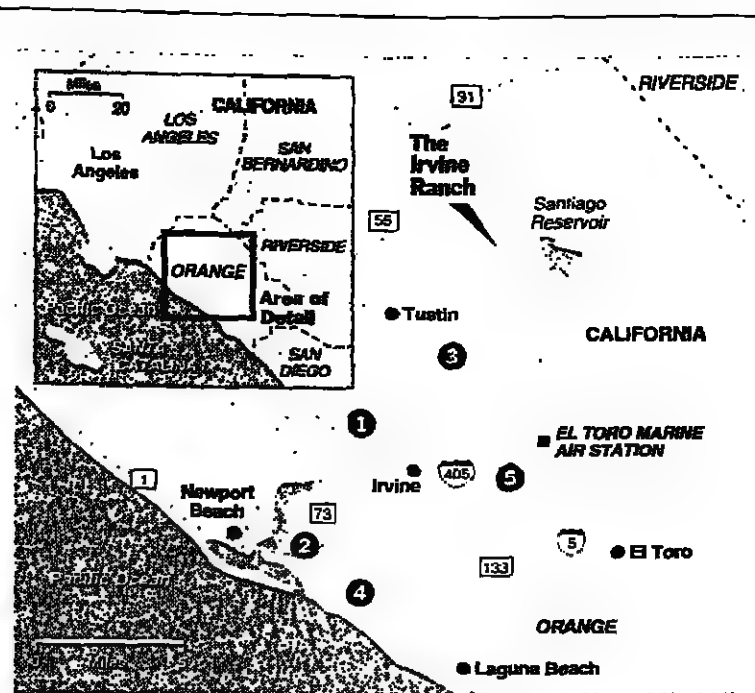 Miles
0 20
CALIFORNIA
LOS
ANGELES
Los
Angeles
SAN
BERNARDINO
RIVERSIDE
ORANGE
Area of
Detail
SAN
DIEGO
91
RIVERSIDE
The
Irvine
Ranch
55
Santiago
Reservoir
Tustin
CALIFORNIA
3
1
EL TORO MARINE
AIR STATION
Irvine
405
5
1
Newport
Beach
73
2
5
El Toro
133
4
ORANGE
Laguna Beach